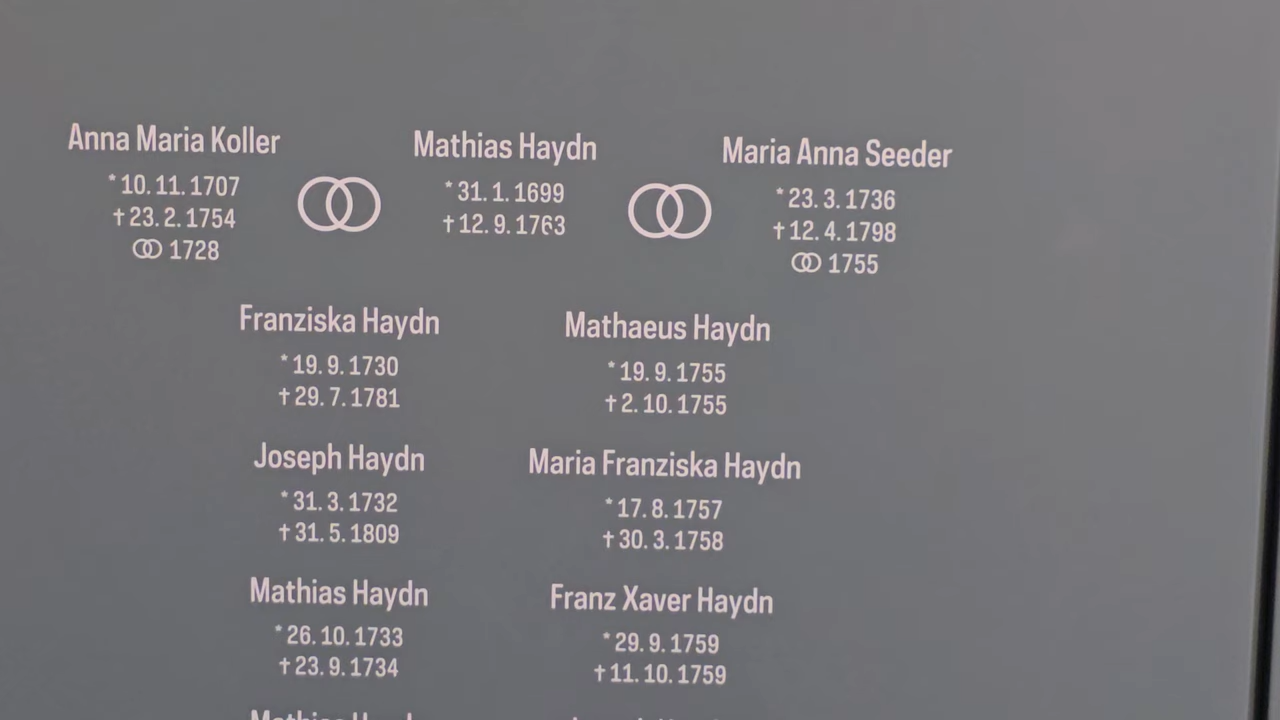 Anna Maria Koller
* 10. 11. 1707
† 23. 2. 1754
⚭ 1728
Mathias Haydn
* 31. 1. 1699
† 12. 9. 1763
Maria Anna Seeder
* 23. 3. 1736
† 12. 4. 1798
⚭ 1755
Franziska Haydn
* 19. 9. 1730
† 29. 7. 1781
Mathaeus Haydn
* 19. 9. 1755
† 2. 10. 1755
Joseph Haydn
* 31. 3. 1732
† 31. 5. 1809
Maria Franziska Haydn
* 17. 8. 1757
† 30. 3. 1758
Mathias Haydn
* 26. 10. 1733
† 23. 9. 1734
Franz Xaver Haydn
* 29. 9. 1759
† 11. 10. 1759
Mathias Haydn